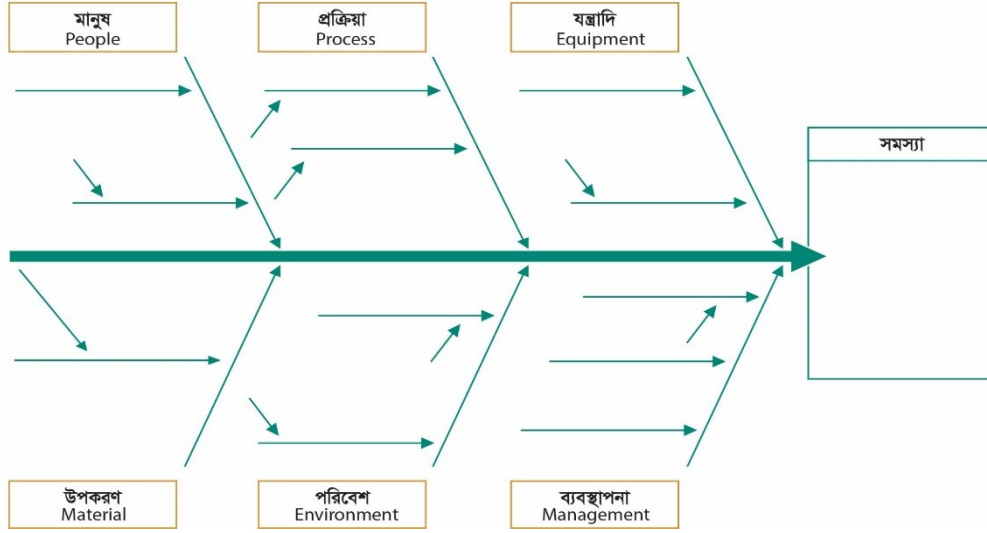 মানুষ
People
প্রক্রিয়া
Process
যন্ত্রাদি
Equipment
সমস্যা
উপকরণ
Material
পরিবেশ
Environment
ব্যবস্থাপনা
Management